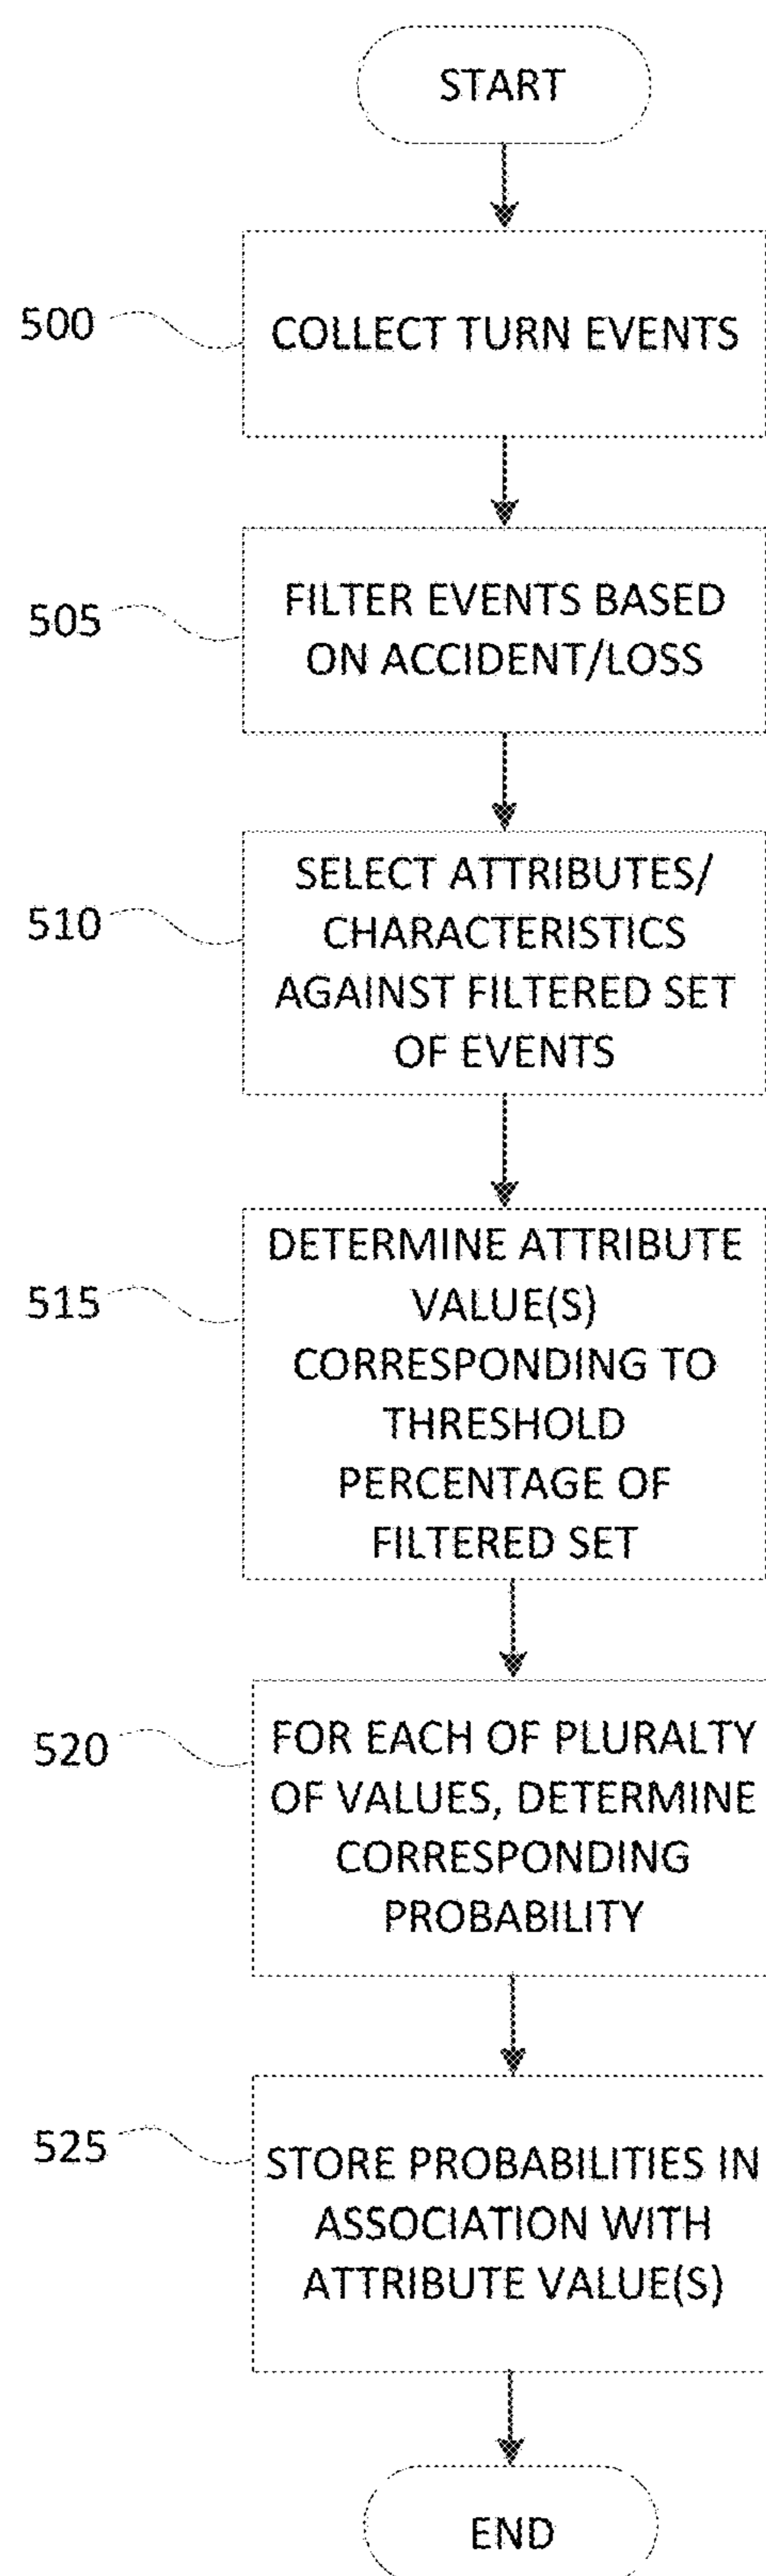 START
500
COLLECT TURN EVENTS
505
FILTER EVENTS BASED
ON ACCIDENT/LOSS
510
SELECT ATTRIBUTES/
CHARACTERISTICS
AGAINST FILTERED SET
OF EVENTS
515
DETERMINE ATTRIBUTE
VALUE(S)
CORRESPONDING TO
THRESHOLD
PERCENTAGE OF
FILTERED SET
520
FOR EACH OF PLURALTY
OF VALUES, DETERMINE
CORRESPONDING
PROBABILITY
525
STORE PROBABILITIES IN
ASSOCIATION WITH
ATTRIBUTE VALUE(S)
END